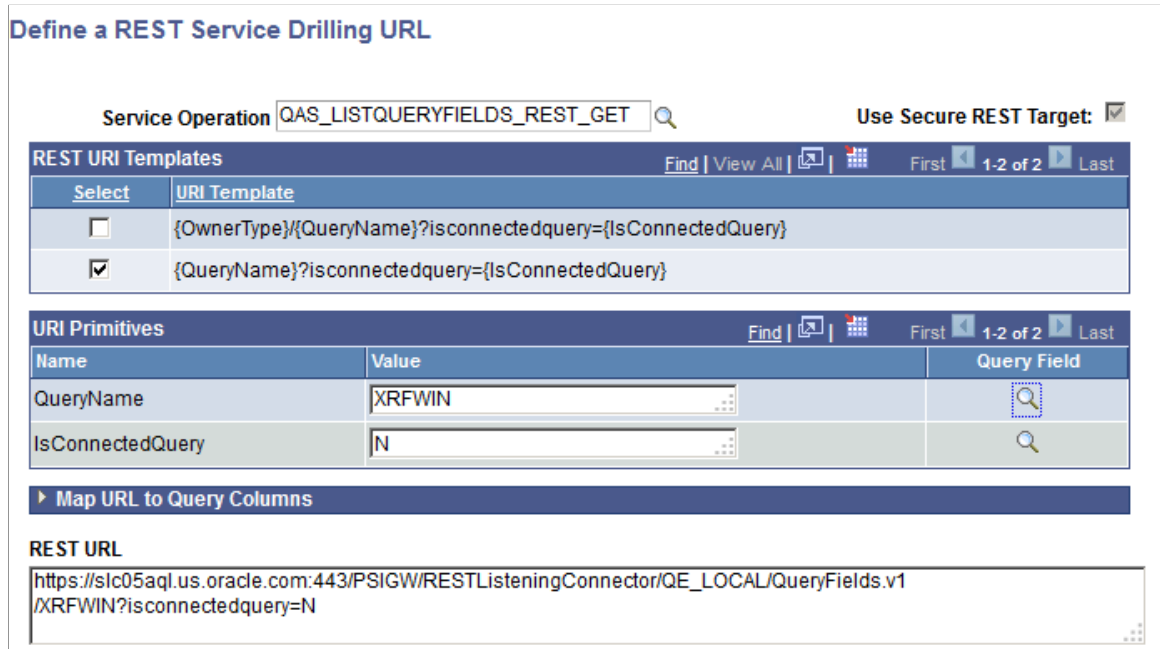 Define a REST Service Drilling URL
Service Operation QAS_LISTQUERYFIELDS_REST_GET Use Secure REST Target:
REST URI Templates Find | View All | | First 1-2 of 2 Last
Select URI Template
{OwnerType}/{QueryName}?isconnectedquery={IsConnectedQuery}
{QueryName}?isconnectedquery={IsConnectedQuery}
URI Primitives Find | | First 1-2 of 2 Last
Name Value Query Field
QueryName XRFWIN
IsConnectedQuery N
Map URL to Query Columns
REST URL
https://slc05aql.us.oracle.com:443/PSIGW/RESTListeningConnector/QE_LOCAL/QueryFields.v1
/XRFWIN?isconnectedquery=N